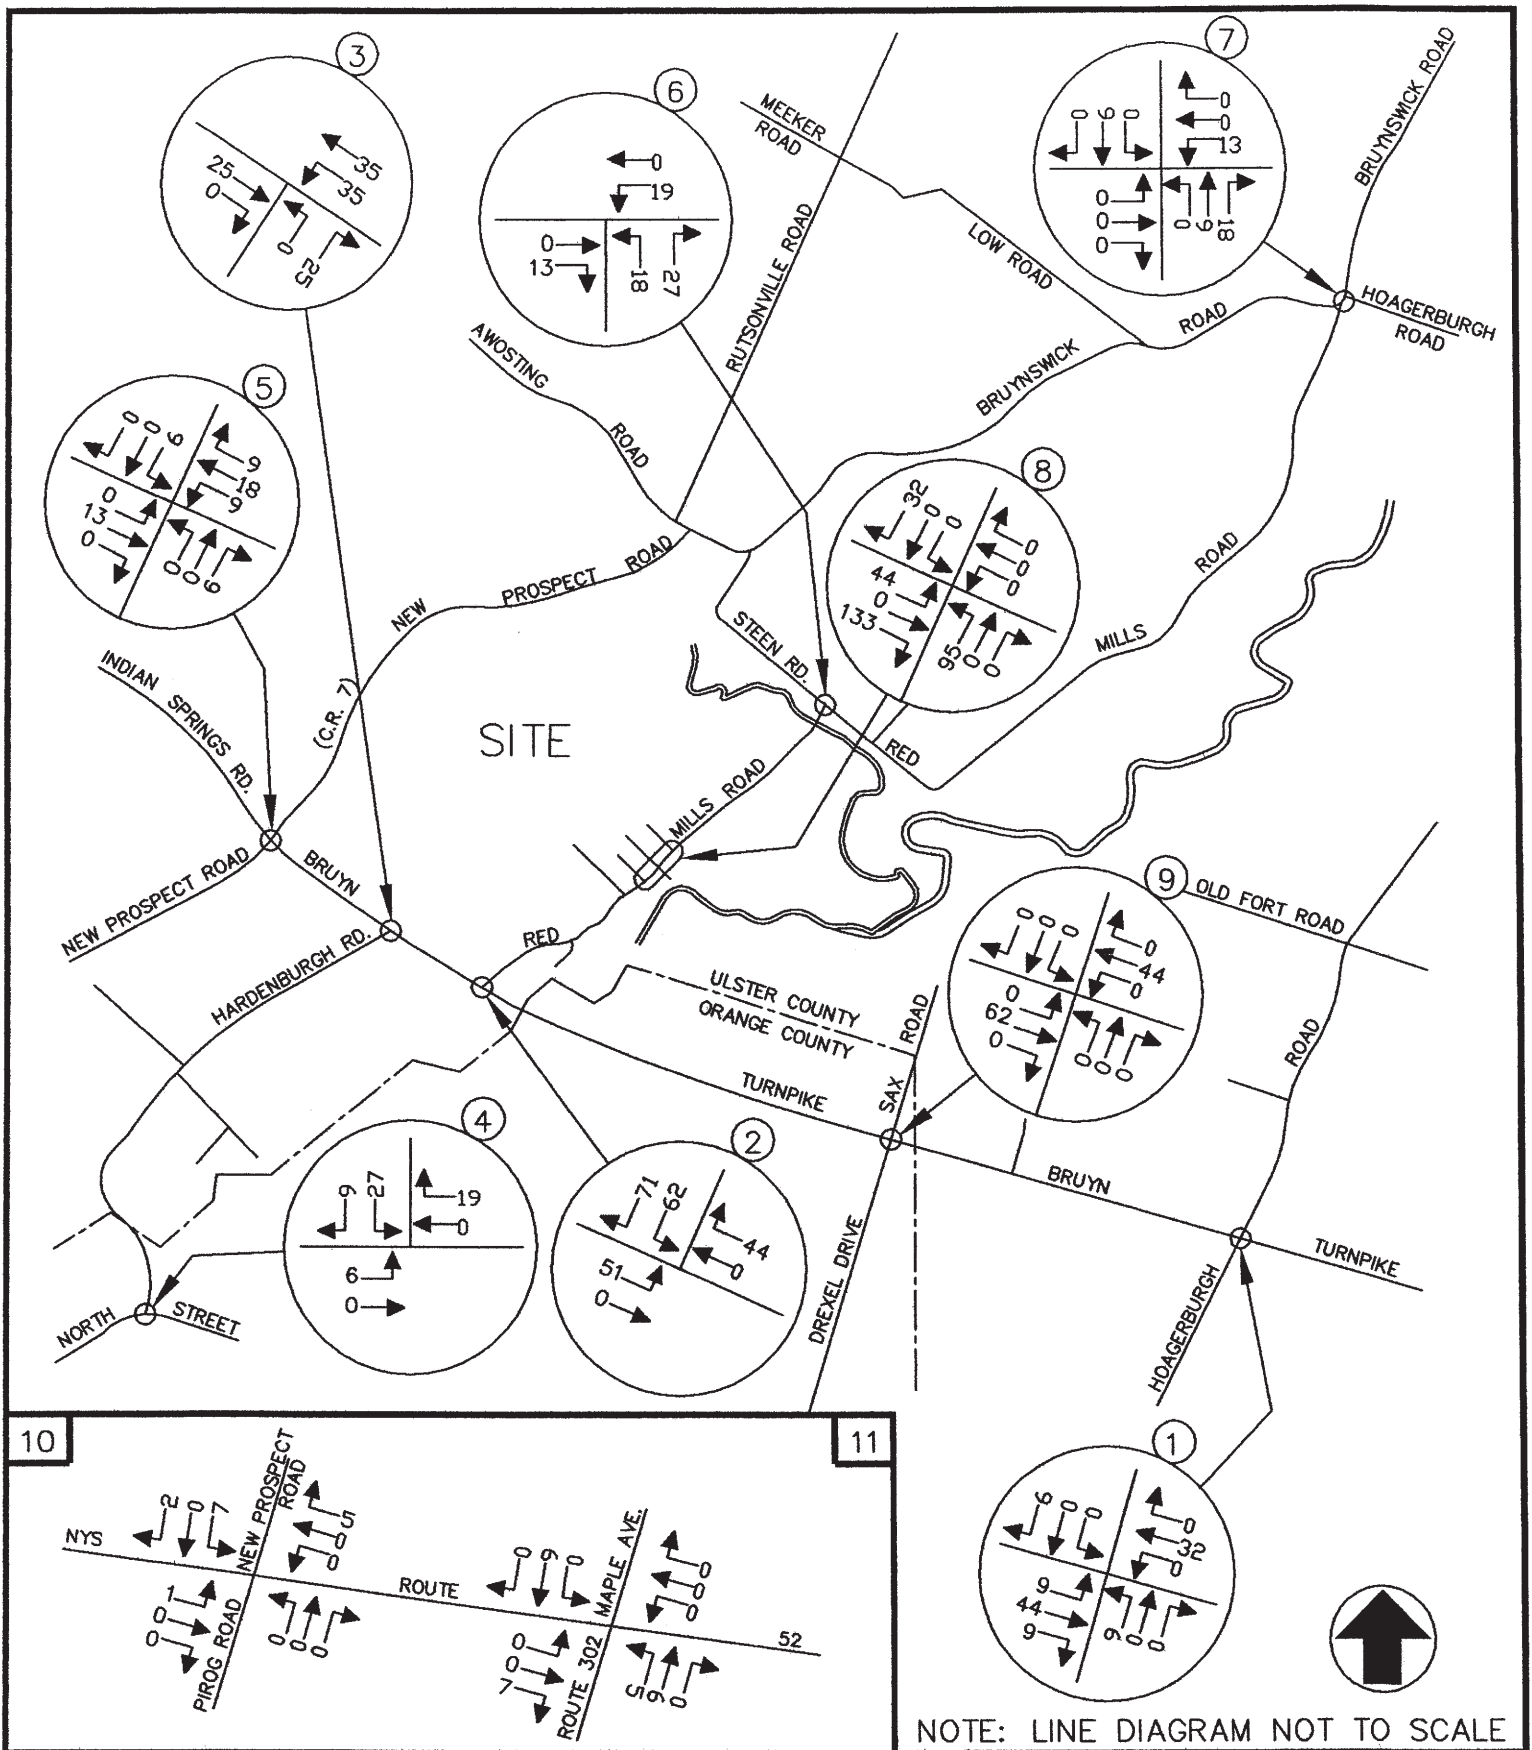 3
35
35
25
0
0
25
6
0
19
0
13
18
27
7
0
0
13
0
9
0
0
0
0
0
9
18
MEEKER
ROAD
RUTSONVILLE ROAD
BRUYNSWICK ROAD
LOW ROAD
HOAGERBURGH
ROAD
ROAD
BRUYNSWICK
AWOSTING
ROAD
5
0
0
9
9
18
9
0
13
0
0
0
9
8
32
0
0
0
0
0
44
0
133
95
0
0
NEW
PROSPECT
ROAD
(C.R. 7)
STEEN RD.
ROAD
MILLS
INDIAN
SPRINGS
RD.
SITE
RED
MILLS ROAD
NEW PROSPECT ROAD
BRUYN
HARDENBURGH RD.
RED
9
OLD FORT ROAD
0
0
0
0
44
0
0
62
0
0
0
0
ULSTER COUNTY
ORANGE COUNTY
ROAD
SAX
ROAD
TURNPIKE
BRUYN
TURNPIKE
DREXEL DRIVE
HOAGERBURGH
4
9
27
19
0
6
0
2
71
62
44
0
51
0
NORTH
STREET
10
11
NYS
NEW PROSPECT
ROAD
2
0
7
5
0
0
1
0
0
0
0
0
PIROG ROAD
ROUTE
MAPLE AVE.
0
9
0
0
0
0
0
0
7
5
9
0
ROUTE 302
52
1
9
0
0
0
32
0
9
44
9
9
0
0
NOTE: LINE DIAGRAM NOT TO SCALE